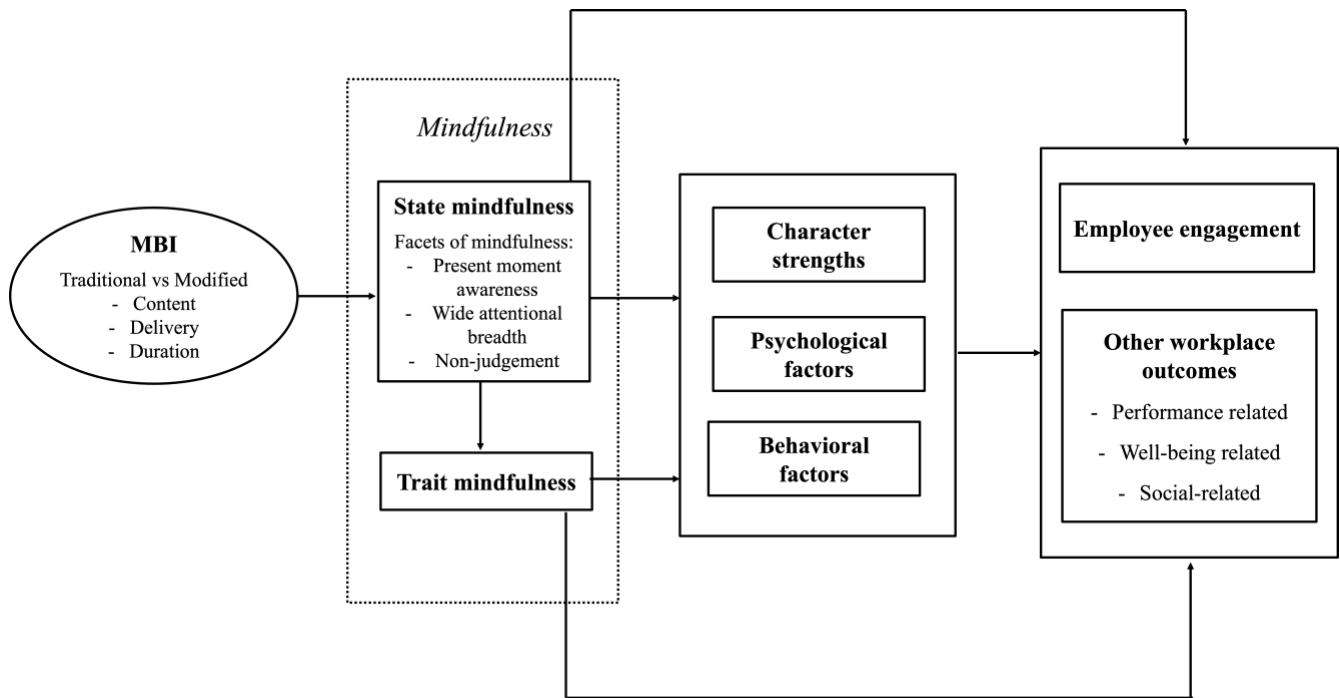 MBI
Traditional vs Modified
- Content
- Delivery
- Duration
Mindfulness
State mindfulness
Facets of mindfulness:
- Present moment
awareness
- Wide attentional
breadth
- Non-judgement
Trait mindfulness
Character
strengths
Psychological
factors
Behavioral
factors
Employee engagement
Other workplace
outcomes
- Performance related
- Well-being related
- Social-related